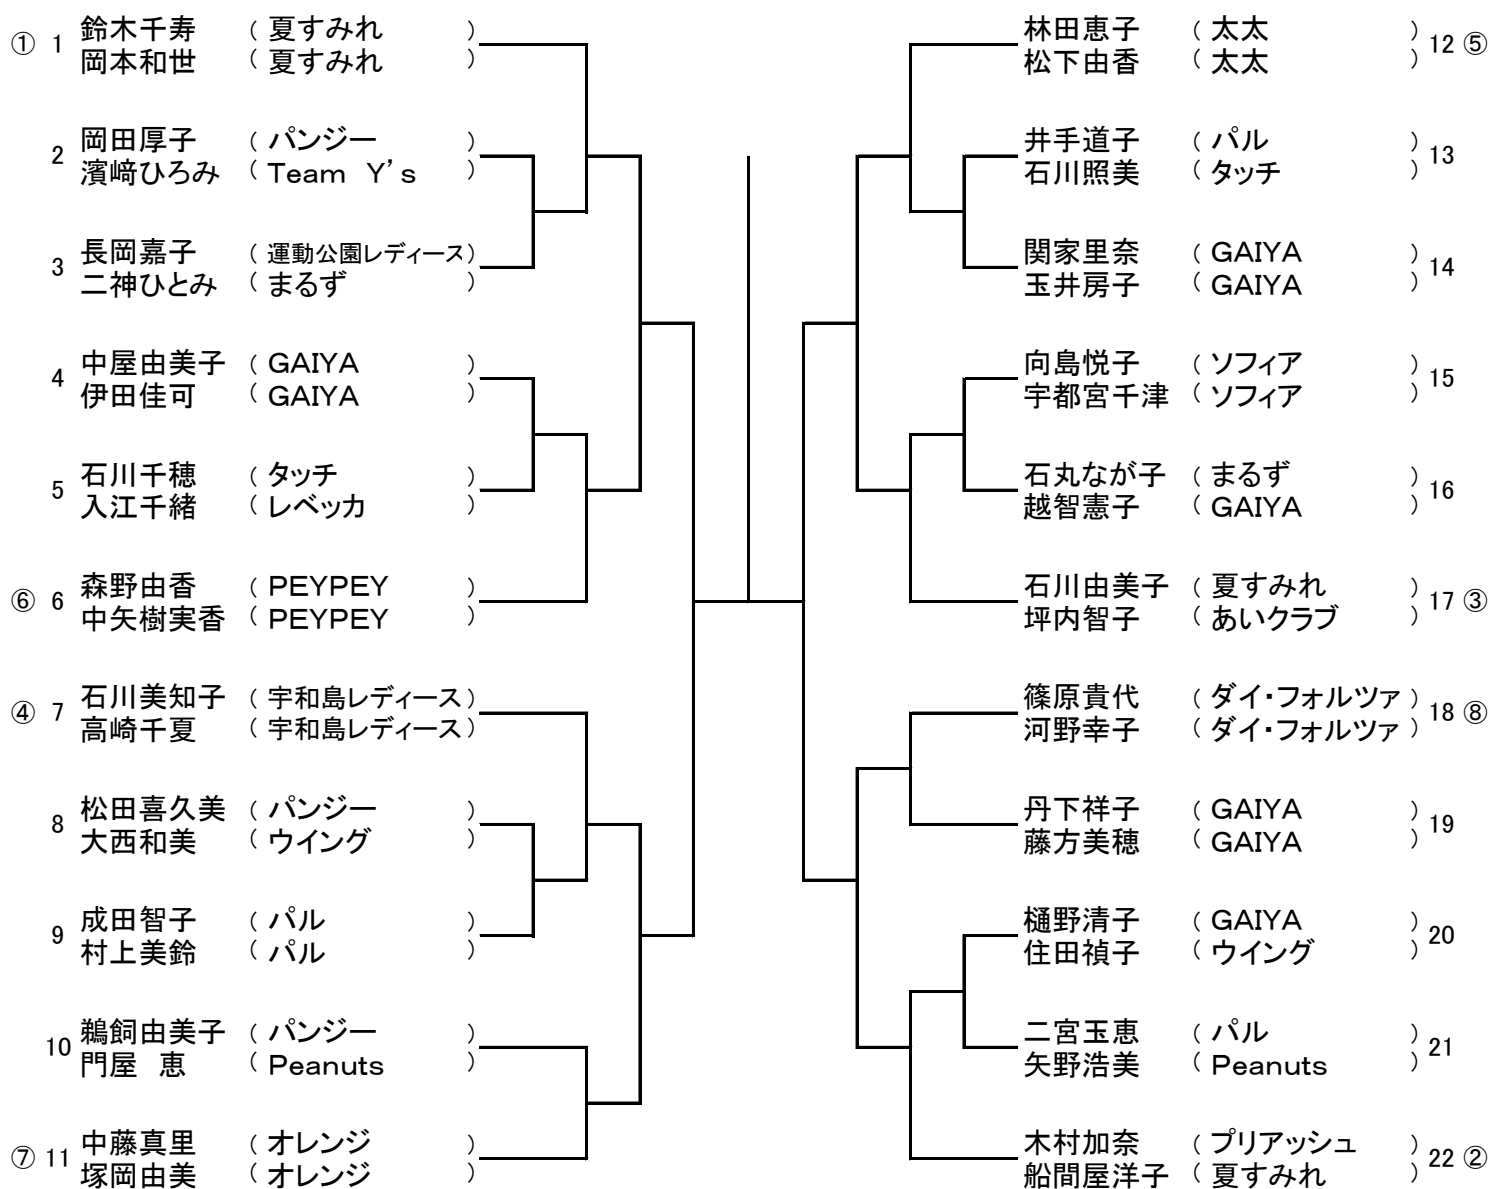 ① 1 鈴木千寿 ( 夏すみれ )
岡本和世 ( 夏すみれ )
2 岡田厚子 ( パンジー )
濱﨑ひろみ ( Team Y's )
3 長岡嘉子 ( 運動公園レディース )
二神ひとみ ( まるず )
4 中屋由美子 ( GAIYA )
伊田佳可 ( GAIYA )
5 石川千穂 ( タッチ )
入江千緒 ( レベッカ )
⑥ 6 森野由香 ( PEYPEY )
中矢樹実香 ( PEYPEY )
④ 7 石川美知子 ( 宇和島レディース )
高崎千夏 ( 宇和島レディース )
8 松田喜久美 ( パンジー )
大西和美 ( ウイング )
9 成田智子 ( パル )
村上美鈴 ( パル )
10 鵜飼由美子 ( パンジー )
門屋 恵 ( Peanuts )
⑦ 11 中藤真里 ( オレンジ )
塚岡由美 ( オレンジ )
林田恵子 ( 太太 ) 12 ⑤
松下由香 ( 太太 )
井手道子 ( パル ) 13
石川照美 ( タッチ )
関家里奈 ( GAIYA ) 14
玉井房子 ( GAIYA )
向島悦子 ( ソフィア ) 15
宇都宮千津 ( ソフィア )
石丸なが子 ( まるず ) 16
越智憲子 ( GAIYA )
石川由美子 ( 夏すみれ ) 17 ③
坪内智子 ( あいクラブ )
篠原貴代 ( ダイ・フォルツァ ) 18 ⑧
河野幸子 ( ダイ・フォルツァ )
丹下祥子 ( GAIYA ) 19
藤方美穂 ( GAIYA )
樋野清子 ( GAIYA ) 20
住田禎子 ( ウイング )
二宮玉恵 ( パル ) 21
矢野浩美 ( Peanuts )
木村加奈 ( プリアッシュ ) 22 ②
船間屋洋子 ( 夏すみれ )